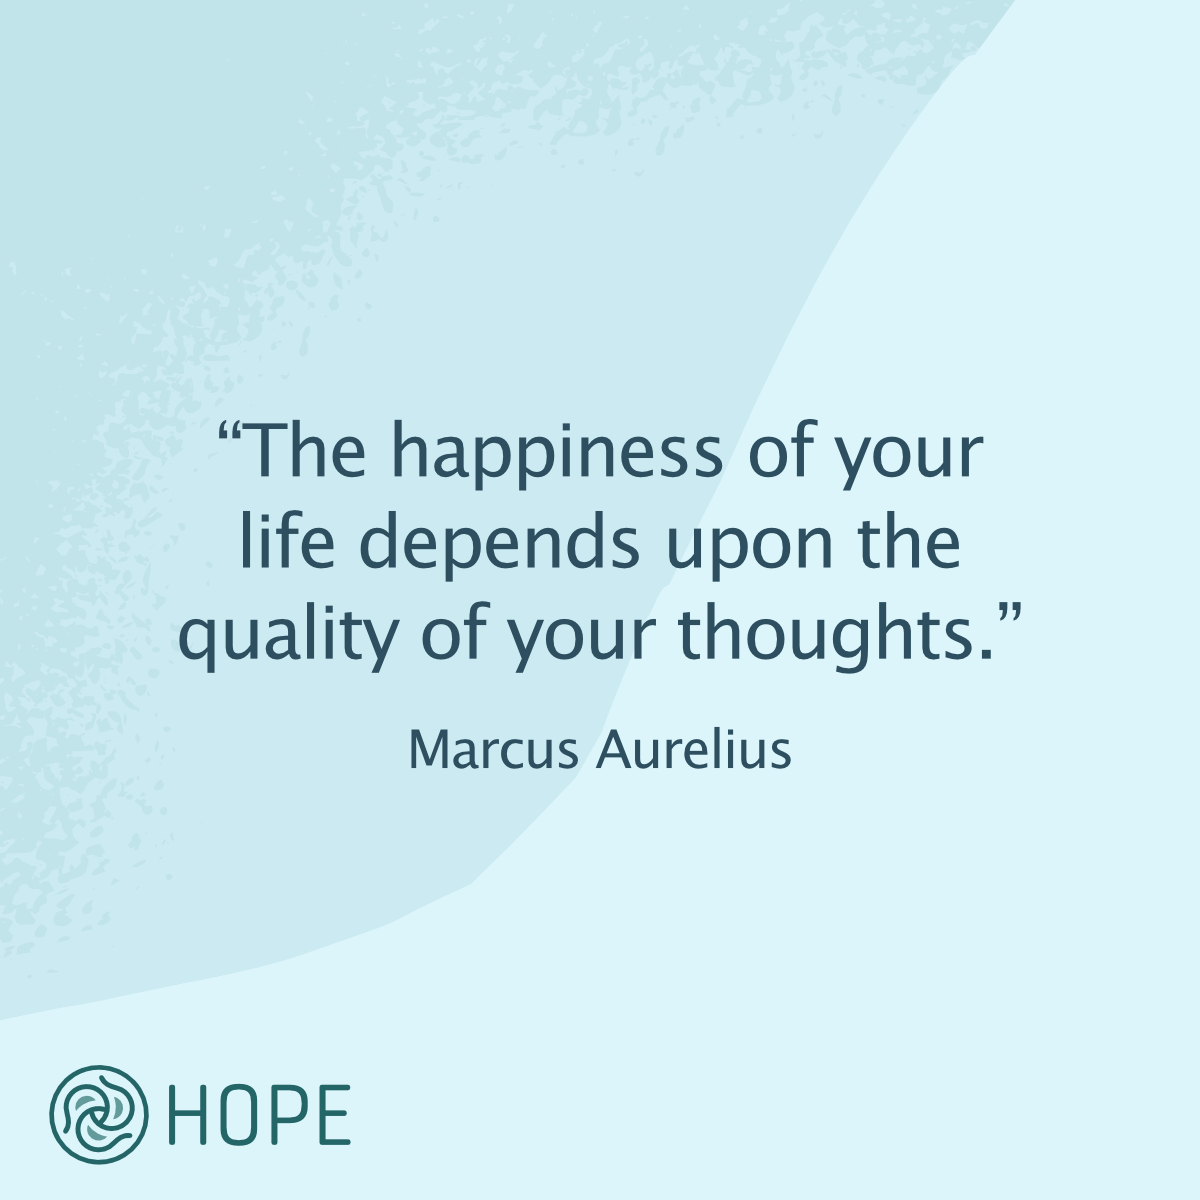 “The happiness of your
life depends upon the
quality of your thoughts.”
Marcus Aurelius
HOPE